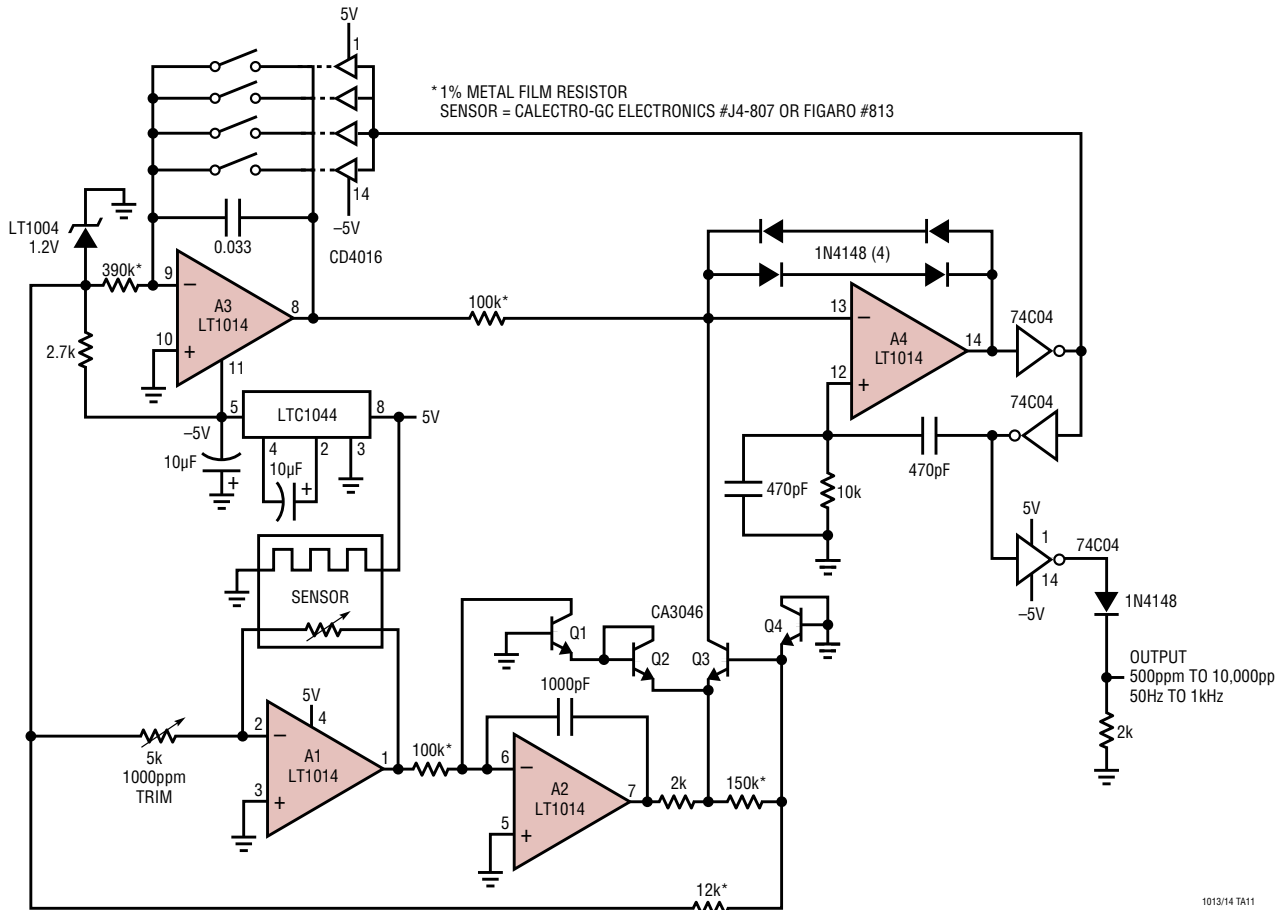 5V
1
* 1% METAL FILM RESISTOR
SENSOR = CALECTRO-GC ELECTRONICS #J4-807 OR FIGARO #813
14
–5V
CD4016
LT1004
1.2V
0.033
390k*
9
–
A3
LT1014
8
10
+
11
2.7k
100k*
1N4148 (4)
13
–
A4
LT1014
14
12
+
74C04
74C04
5
LTC1044
8
5V
–5V
4
2
3
10µF
+
10µF
+
470pF
470pF
10k
5V
1
74C04
14
–5V
1N4148
OUTPUT
500ppm TO 10,000pp
50Hz TO 1kHz
2k
SENSOR
CA3046
Q1
Q2
Q3
Q4
1000pF
5k
1000ppm
TRIM
5V
4
2
–
A1
LT1014
1
3
+
100k*
6
–
A2
LT1014
7
5
+
2k
150k*
12k*
1013/14 TA11